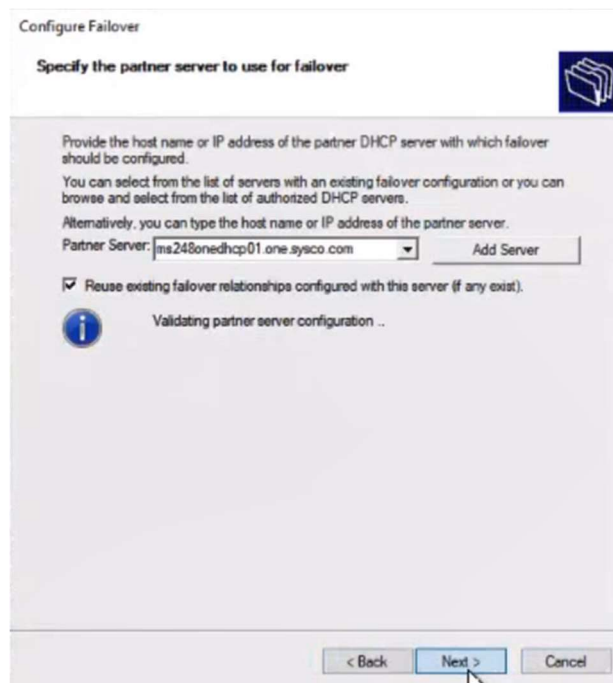 Configure Failover
Specify the partner server to use for failover
Provide the host name or IP address of the partner DHCP server with which failover
should be configured.
You can select from the list of servers with an existing failover configuration or you can
browse and select from the list of authorized DHCP servers.
Alternatively, you can type the host name or IP address of the partner server.
Partner Server: ms248onedhcp01.one.sysco.com Add Server
Reuse existing failover relationships configured with this server (if any exist).
Validating partner server configuration ..
< Back Next > Cancel